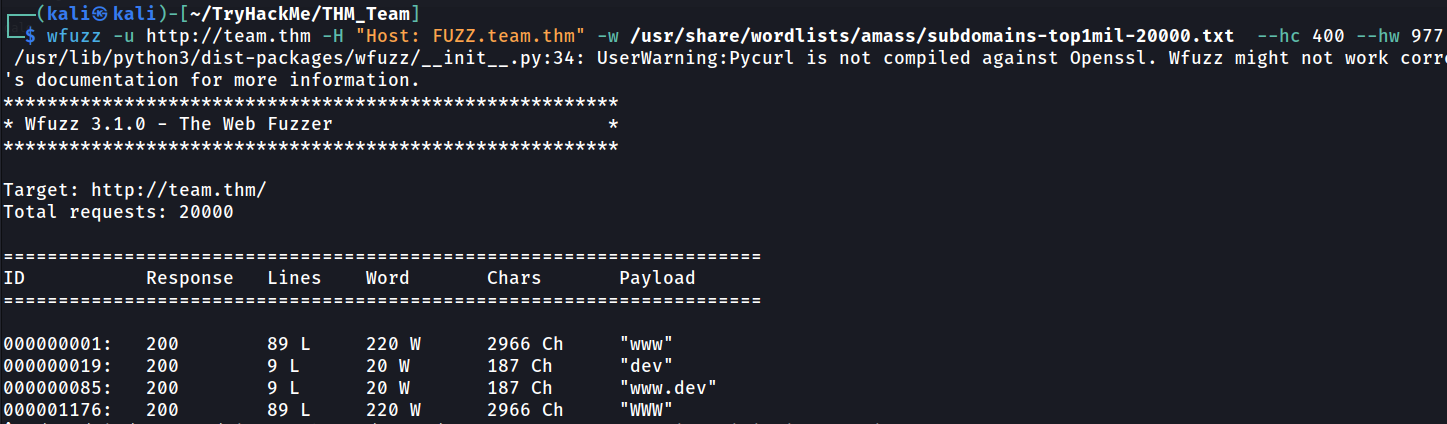 ┌──(kali㉿kali)-[~/TryHackMe/THM_Team]
└─$ wfuzz -u http://team.thm -H "Host: FUZZ.team.thm" -w /usr/share/wordlists/amass/subdomains-top1mil-20000.txt  --hc 400 --hw 977
 /usr/lib/python3/dist-packages/wfuzz/__init__.py:34: UserWarning:Pycurl is not compiled against Openssl. Wfuzz might not work corre
's documentation for more information.
********************************************************
* Wfuzz 3.1.0 - The Web Fuzzer                         *
********************************************************
Target: http://team.thm/
Total requests: 20000
=====================================================================
ID           Response   Lines    Word       Chars       Payload
=====================================================================
000000001:   200        89 L     220 W      2966 Ch     "www"
000000019:   200        9 L      20 W       187 Ch      "dev"
000000085:   200        9 L      20 W       187 Ch      "www.dev"
000001176:   200        89 L     220 W      2966 Ch     "WWW"